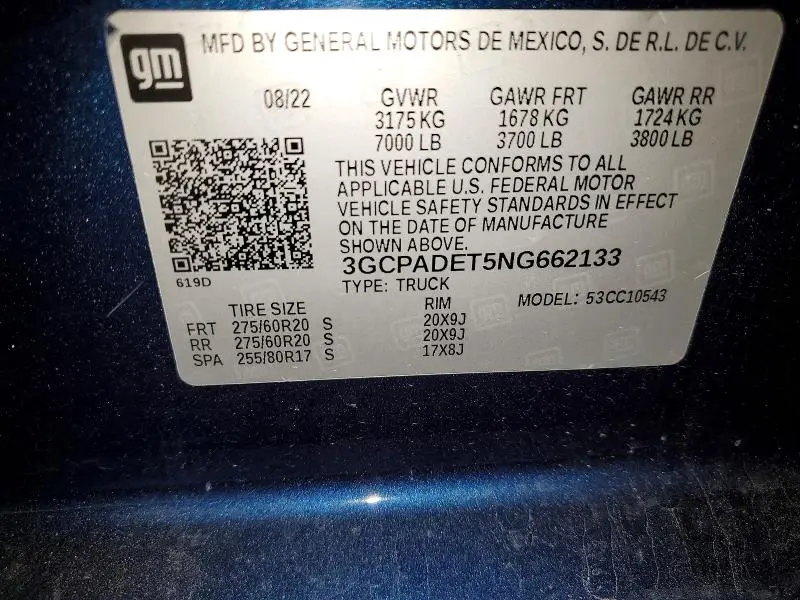 gm
MFD BY GENERAL MOTORS DE MEXICO, S. DE R.L. DE C.V.
08/22 GVWR GAWR FRT GAWR RR
3175 KG 1678 KG 1724 KG
7000 LB 3700 LB 3800 LB
THIS VEHICLE CONFORMS TO ALL
APPLICABLE U.S. FEDERAL MOTOR
VEHICLE SAFETY STANDARDS IN EFFECT
ON THE DATE OF MANUFACTURE
SHOWN ABOVE.
619D
3GCPADET5NG662133
TYPE: TRUCK
MODEL: 53CC10543
TIRE SIZE RIM
FRT 275/60R20 S 20X9J
RR 275/60R20 S 20X9J
SPA 255/80R17 S 17X8J